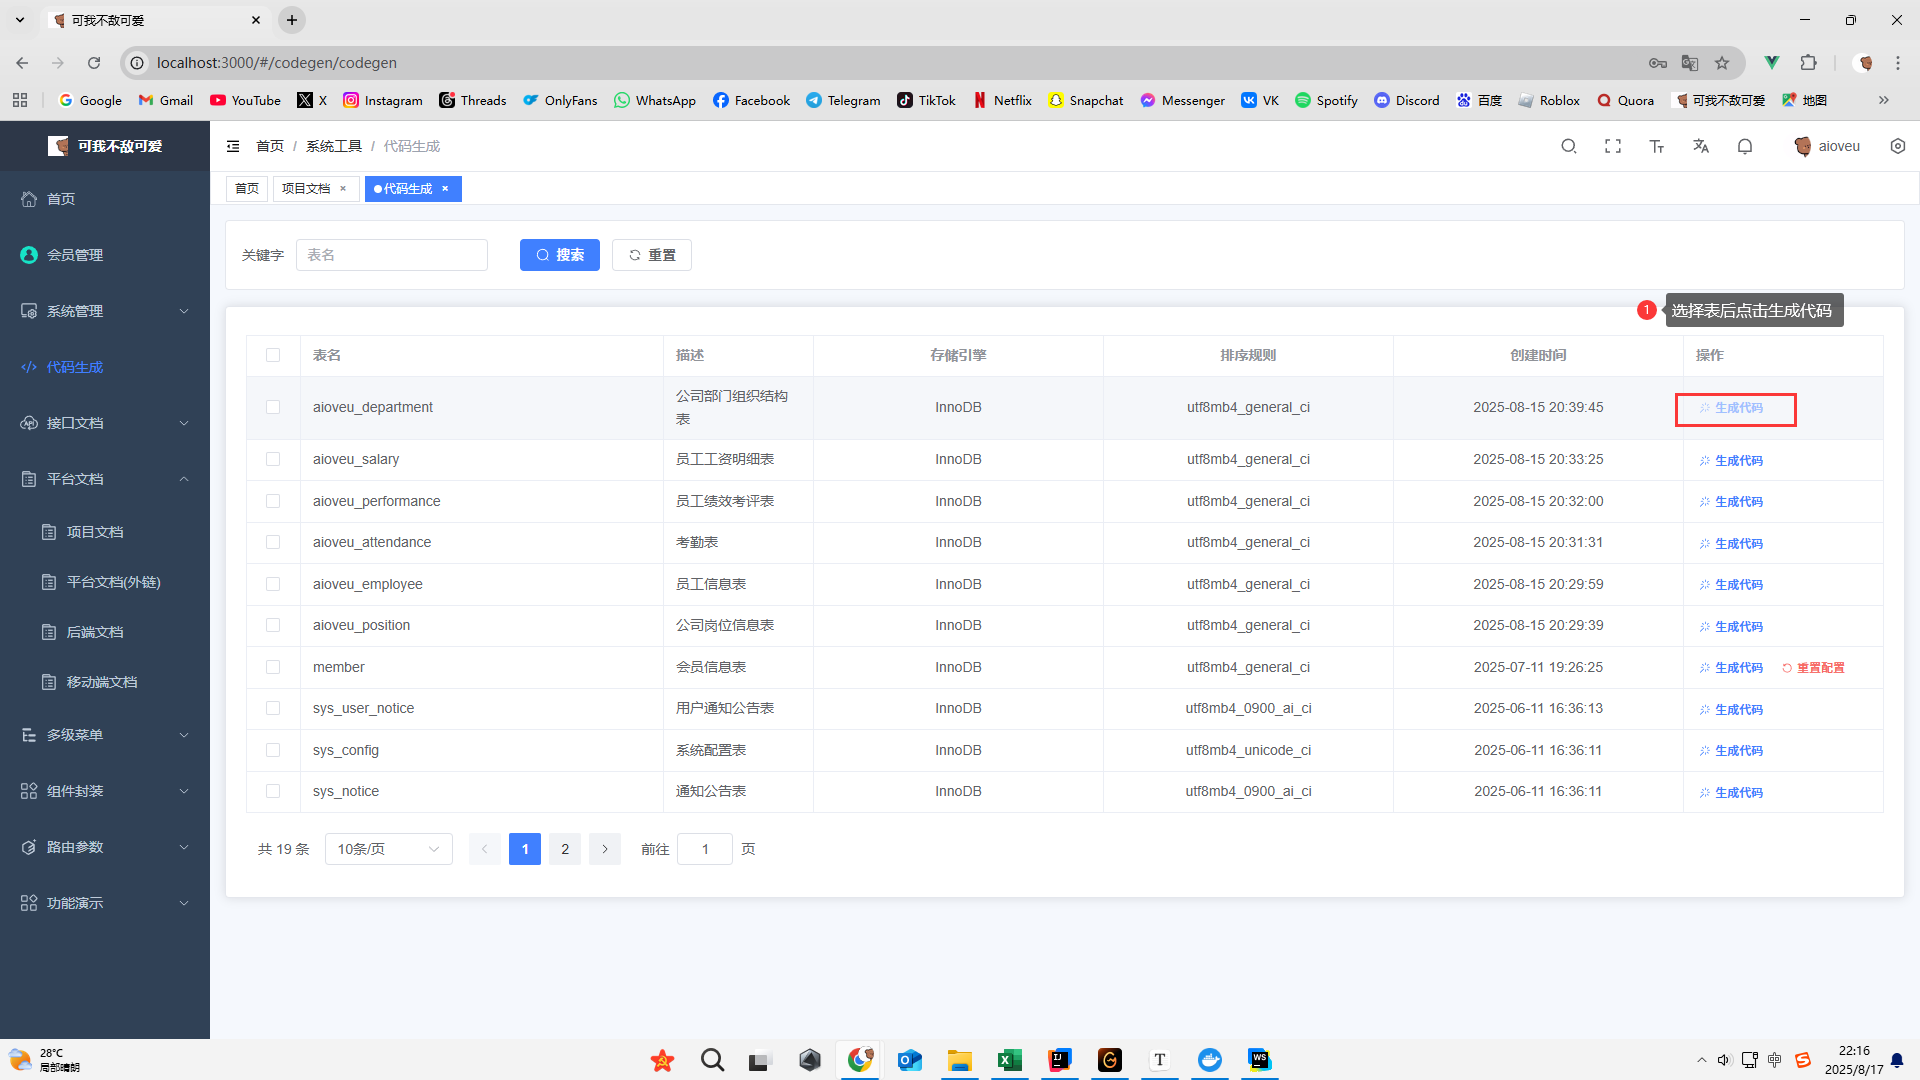 可我不敌可爱
localhost:3000/#/codegen/codegen
Google Gmail YouTube X Instagram Threads OnlyFans WhatsApp Facebook Telegram TikTok Netflix Snapchat Messenger VK Spotify Discord 百度 Roblox Quora 可我不敌可爱 地图
可我不敌可爱
首页 / 系统工具 / 代码生成
aioveu
首页 项目文档 代码生成
首页
会员管理
系统管理
代码生成
接口文档
平台文档
项目文档
平台文档(外链)
后端文档
移动端文档
多级菜单
组件封装
路由参数
功能演示
关键字 表名 搜索 重置
1 选择表后点击生成代码
表名 描述 存储引擎 排序规则 创建时间 操作
aioveu_department 公司部门组织结构表 InnoDB utf8mb4_general_ci 2025-08-15 20:39:45 生成代码
aioveu_salary 员工工资明细表 InnoDB utf8mb4_general_ci 2025-08-15 20:33:25 生成代码
aioveu_performance 员工绩效考评表 InnoDB utf8mb4_general_ci 2025-08-15 20:32:00 生成代码
aioveu_attendance 考勤表 InnoDB utf8mb4_general_ci 2025-08-15 20:31:31 生成代码
aioveu_employee 员工信息表 InnoDB utf8mb4_general_ci 2025-08-15 20:29:59 生成代码
aioveu_position 公司岗位信息表 InnoDB utf8mb4_general_ci 2025-08-15 20:29:39 生成代码
member 会员信息表 InnoDB utf8mb4_general_ci 2025-07-11 19:26:25 生成代码 重置配置
sys_user_notice 用户通知公告表 InnoDB utf8mb4_0900_ai_ci 2025-06-11 16:36:13 生成代码
sys_config 系统配置表 InnoDB utf8mb4_unicode_ci 2025-06-11 16:36:11 生成代码
sys_notice 通知公告表 InnoDB utf8mb4_0900_ai_ci 2025-06-11 16:36:11 生成代码
共 19 条 10条/页 1 2 前往 1 页
28°C
局部晴朗
中
22:16
2025/8/17